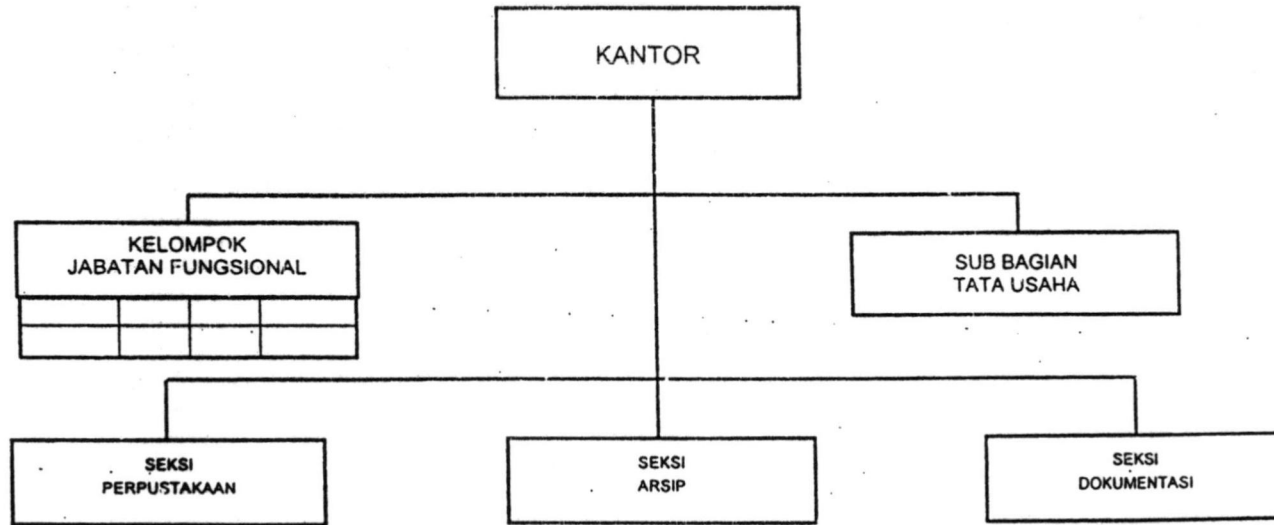 KANTOR
KELOMPOK
JABATAN FUNGSIONAL
SUB BAGIAN
TATA USAHA
SEKSI
PERPUSTAKAAN
SEKSI
ARSIP
SEKSI
DOKUMENTASI